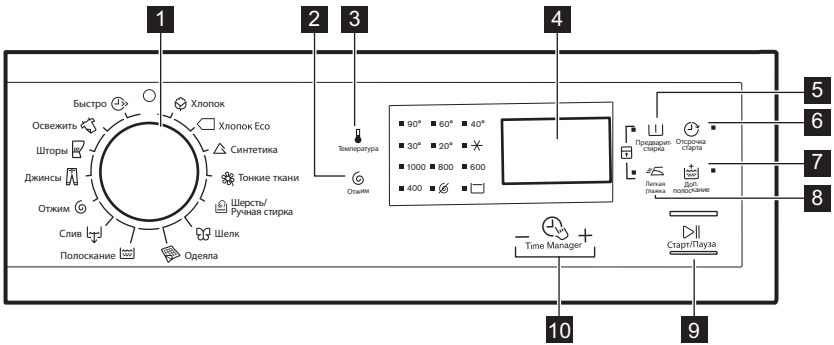 1
2
3
4
5
6
7
8
9
10
Быстро
Освежить
Шторы
Джинсы
Отжим
Слив
Полоскание
Хлопок
Хлопок Eco
Синтетика
Тонкие ткани
Шерсть/
Ручная стирка
Шелк
Одеяла
Температура
Отжим
90° 60° 40°
30° 20°
1000 800 600
400
Предварит.
стирка
Отсрочка
старта
Легкая
глажка
Доп.
полоскание
− +
Time Manager
Старт/Пауза